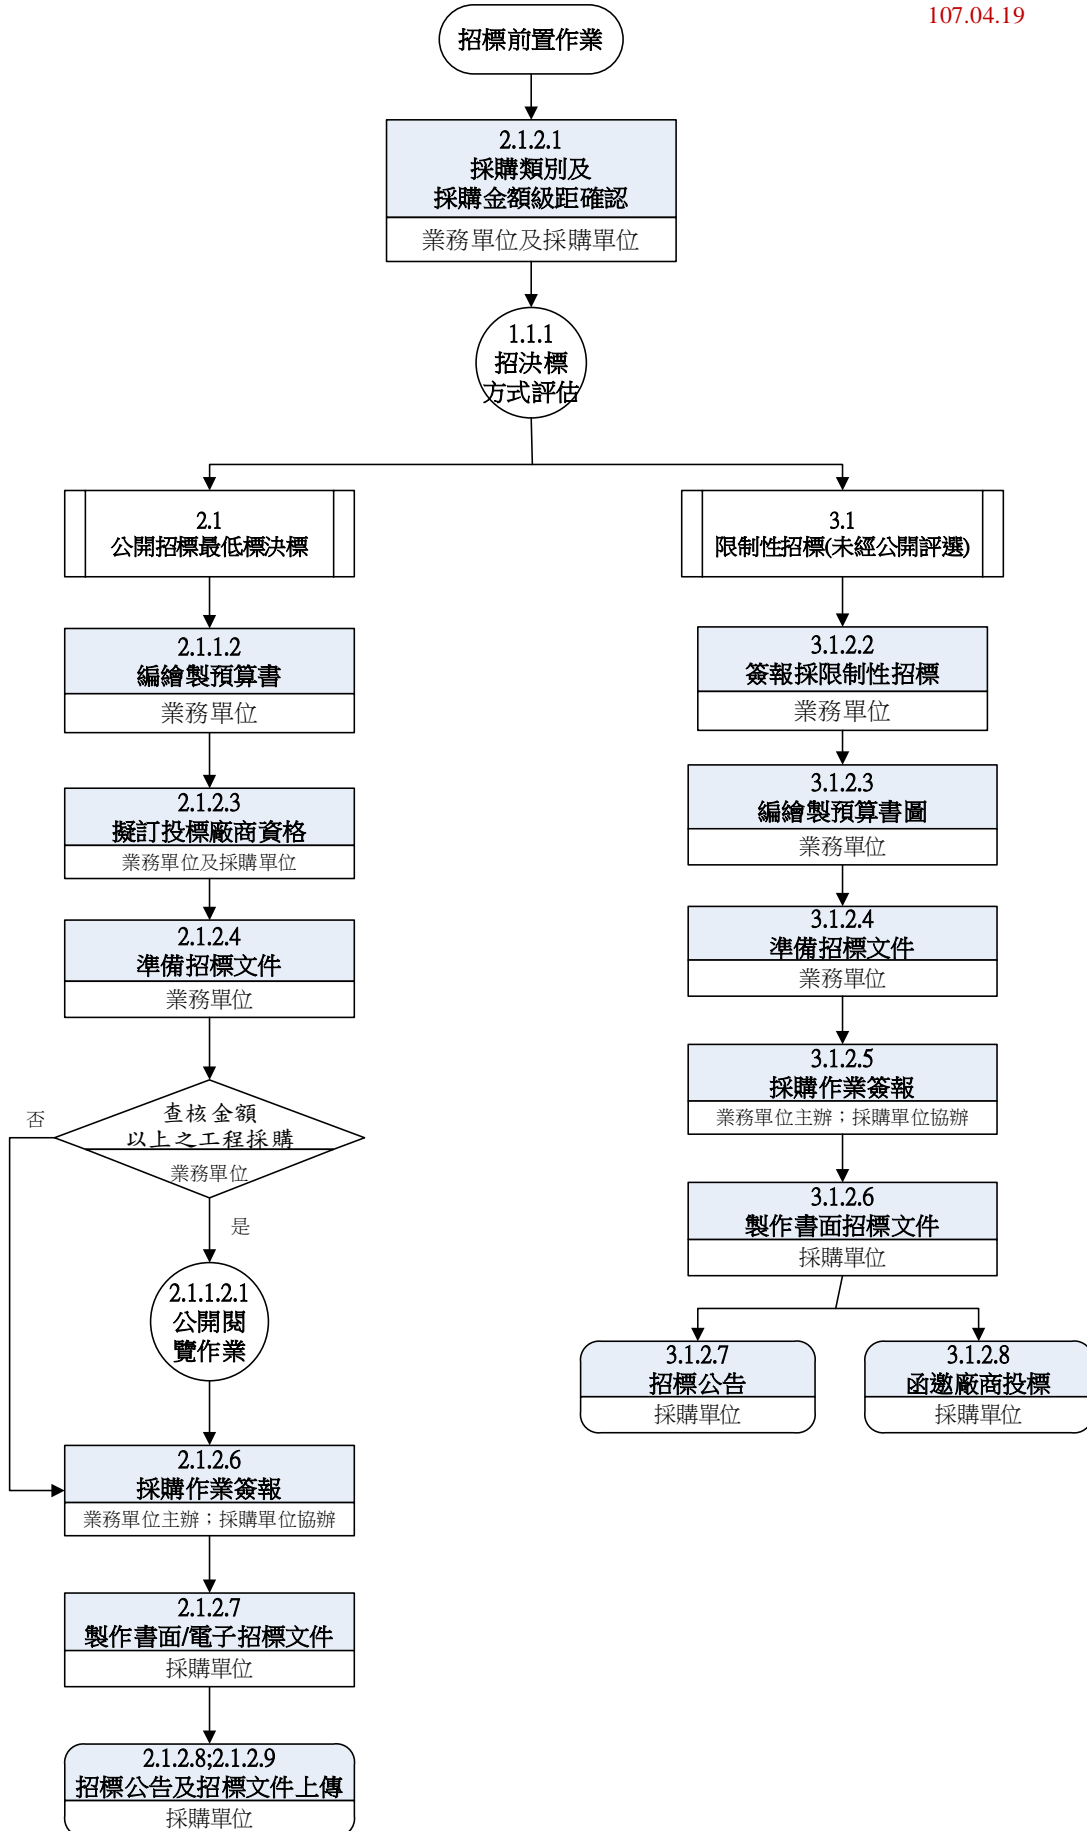 107.04.19
招標前置作業
2.1.2.1
採購類別及
採購金額級距確認
業務單位及採購單位
1.1.1
招決標
方式評估
2.1
公開招標最低標決標
2.1.1.2
編繪製預算書
業務單位
2.1.2.3
擬訂投標廠商資格
業務單位及採購單位
2.1.2.4
準備招標文件
業務單位
查核金額
以上之工程採購
業務單位
否
是
2.1.1.2.1
公開閱
覽作業
2.1.2.6
採購作業簽報
業務單位主辦；採購單位協辦
2.1.2.7
製作書面/電子招標文件
採購單位
2.1.2.8;2.1.2.9
招標公告及招標文件上傳
採購單位
3.1
限制性招標(未經公開評選)
3.1.2.2
簽報採限制性招標
業務單位
3.1.2.3
編繪製預算書圖
業務單位
3.1.2.4
準備招標文件
業務單位
3.1.2.5
採購作業簽報
業務單位主辦；採購單位協辦
3.1.2.6
製作書面招標文件
採購單位
3.1.2.7
招標公告
採購單位
3.1.2.8
函邀廠商投標
採購單位